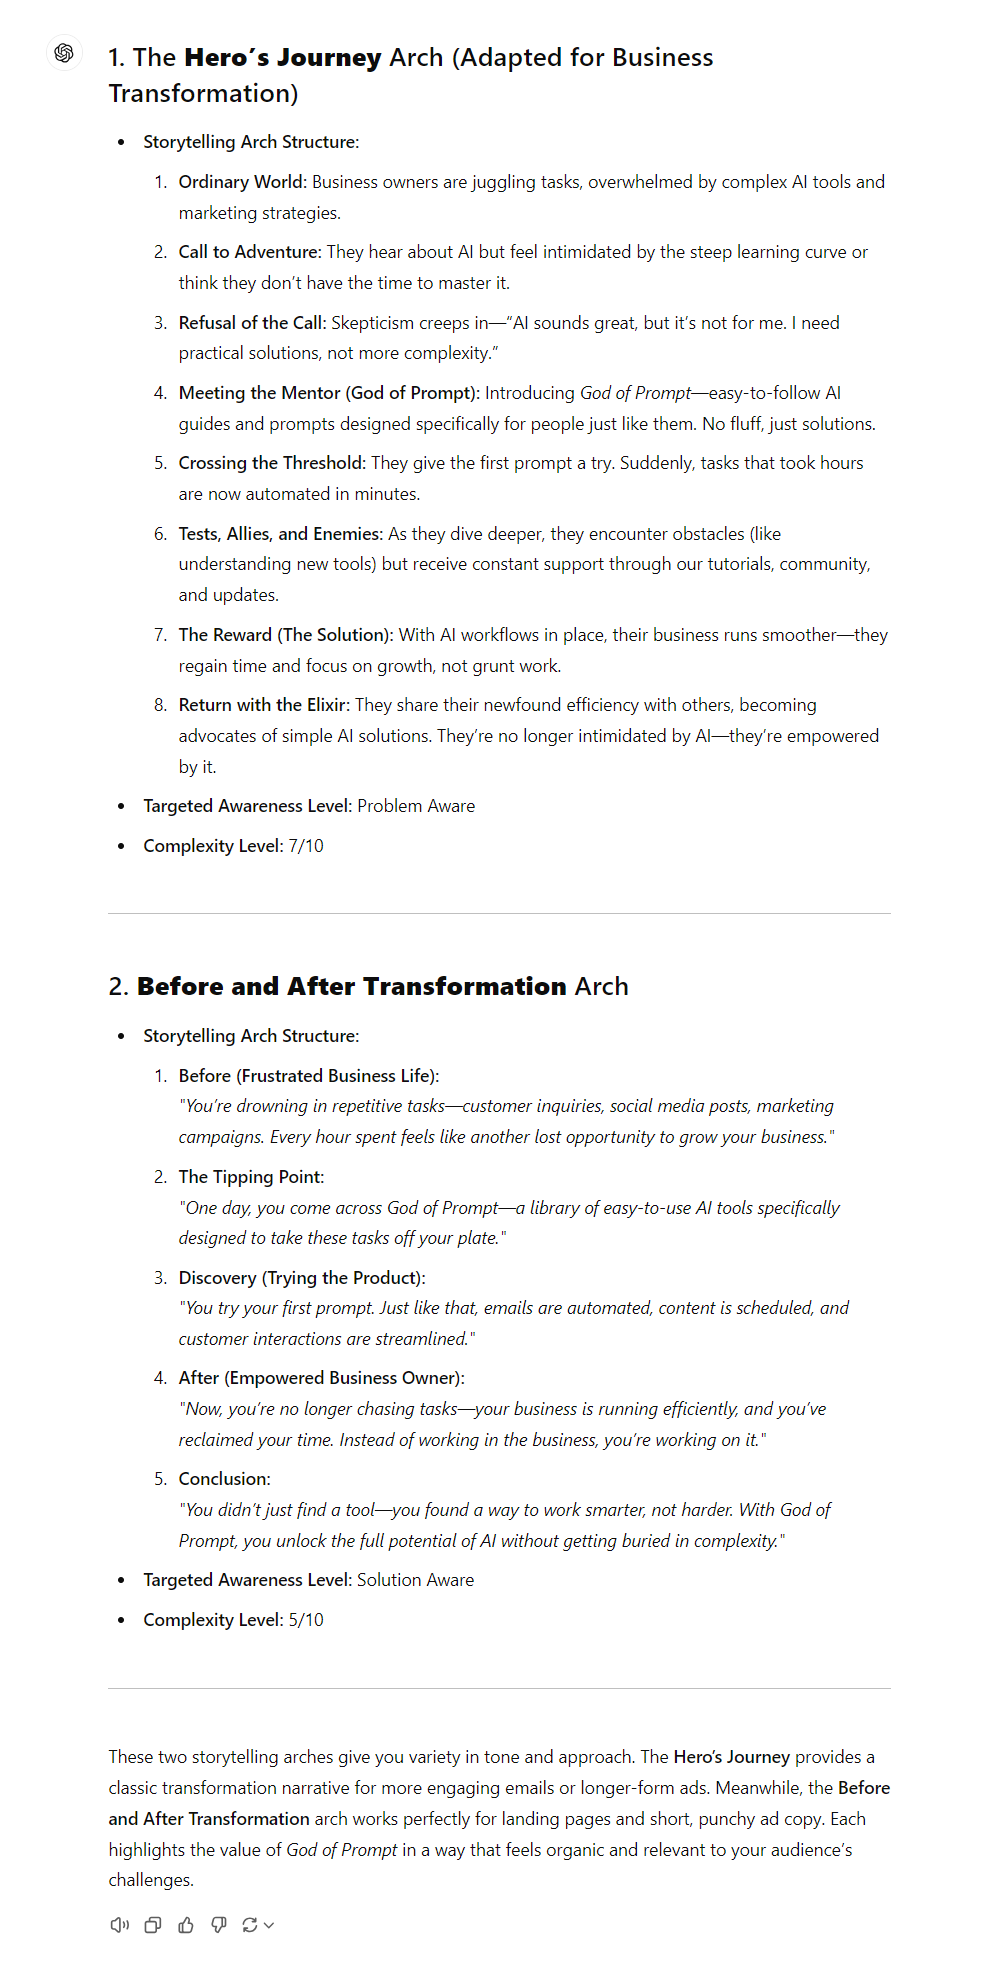 1. The Hero’s Journey Arch (Adapted for Business
Transformation)
• Storytelling Arch Structure:
1. Ordinary World: Business owners are juggling tasks, overwhelmed by complex AI tools and
marketing strategies.
2. Call to Adventure: They hear about AI but feel intimidated by the steep learning curve or
think they don’t have the time to master it.
3. Refusal of the Call: Skepticism creeps in—“AI sounds great, but it’s not for me. I need
practical solutions, not more complexity.”
4. Meeting the Mentor (God of Prompt): Introducing God of Prompt—easy-to-follow AI
guides and prompts designed specifically for people just like them. No fluff, just solutions.
5. Crossing the Threshold: They give the first prompt a try. Suddenly, tasks that took hours
are now automated in minutes.
6. Tests, Allies, and Enemies: As they dive deeper, they encounter obstacles (like
understanding new tools) but receive constant support through our tutorials, community,
and updates.
7. The Reward (The Solution): With AI workflows in place, their business runs smoother—they
regain time and focus on growth, not grunt work.
8. Return with the Elixir: They share their newfound efficiency with others, becoming
advocates of simple AI solutions. They’re no longer intimidated by AI—they’re empowered
by it.
• Targeted Awareness Level: Problem Aware
• Complexity Level: 7/10
2. Before and After Transformation Arch
• Storytelling Arch Structure:
1. Before (Frustrated Business Life):
"You’re drowning in repetitive tasks—customer inquiries, social media posts, marketing
campaigns. Every hour spent feels like another lost opportunity to grow your business."
2. The Tipping Point:
"One day, you come across God of Prompt—a library of easy-to-use AI tools specifically
designed to take these tasks off your plate."
3. Discovery (Trying the Product):
"You try your first prompt. Just like that, emails are automated, content is scheduled, and
customer interactions are streamlined."
4. After (Empowered Business Owner):
"Now, you’re no longer chasing tasks—your business is running efficiently, and you’ve
reclaimed your time. Instead of working in the business, you’re working on it."
5. Conclusion:
"You didn’t just find a tool—you found a way to work smarter, not harder. With God of
Prompt, you unlock the full potential of AI without getting buried in complexity."
• Targeted Awareness Level: Solution Aware
• Complexity Level: 5/10
These two storytelling arches give you variety in tone and approach. The Hero’s Journey provides a
classic transformation narrative for more engaging emails or longer-form ads. Meanwhile, the Before
and After Transformation arch works perfectly for landing pages and short, punchy ad copy. Each
highlights the value of God of Prompt in a way that feels organic and relevant to your audience’s
challenges.